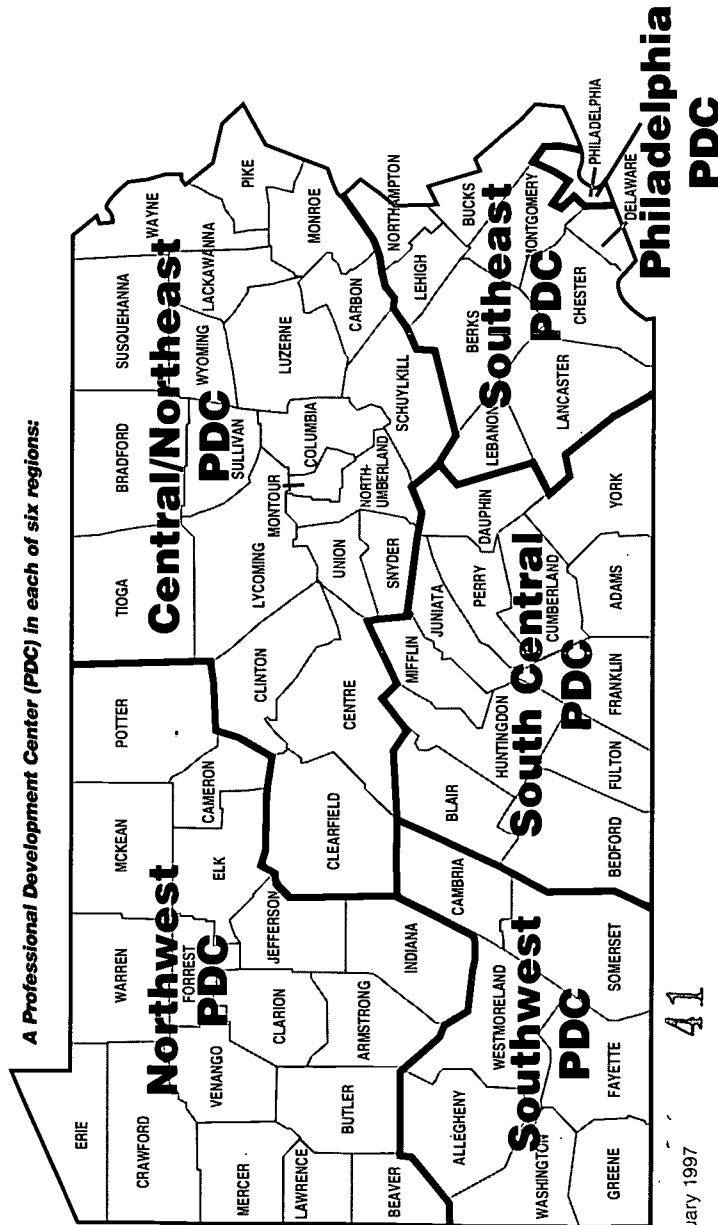 A Professional Development Center (PDC) in each of six regions:
ERIE
CRAWFORD
WARREN
MCKEAN
POTTER
TIOGA
BRADFORD
SUSQUEHANNA
WAYNE
Northwest
PDC
FORREST
ELK
CAMERON
MERCER
VENANGO
CLARION
JEFFERSON
LAWRENCE
BUTLER
ARMSTRONG
BEAVER
INDIANA
Central/Northeast
PDC
SULLIVAN
WYOMING
LACKAWANNA
PIKE
CLINTON
LYCOMING
MONTOUR
COLUMBIA
LUZERNE
MONROE
CLEARFIELD
CENTRE
UNION
SNYDER
NORTH-
UMBERLAND
SCHUYLKILL
CARBON
NORTHAMPTON
LEHIGH
BUCKS
Southwest
PDC
ALLEGHENY
WESTMORELAND
CAMBRIA
WASHINGTON
GREENE
FAYETTE
SOMERSET
South Central
PDC
BLAIR
HUNTINGDON
MIFFLIN
JUNIATA
PERRY
DAUPHIN
CUMBERLAND
BEDFORD
FULTON
FRANKLIN
ADAMS
YORK
Southeast
PDC
LEBANON
BERKS
MONTGOMERY
LANCASTER
CHESTER
DELAWARE
PHILADELPHIA
Philadelphia
PDC
uary 1997
41